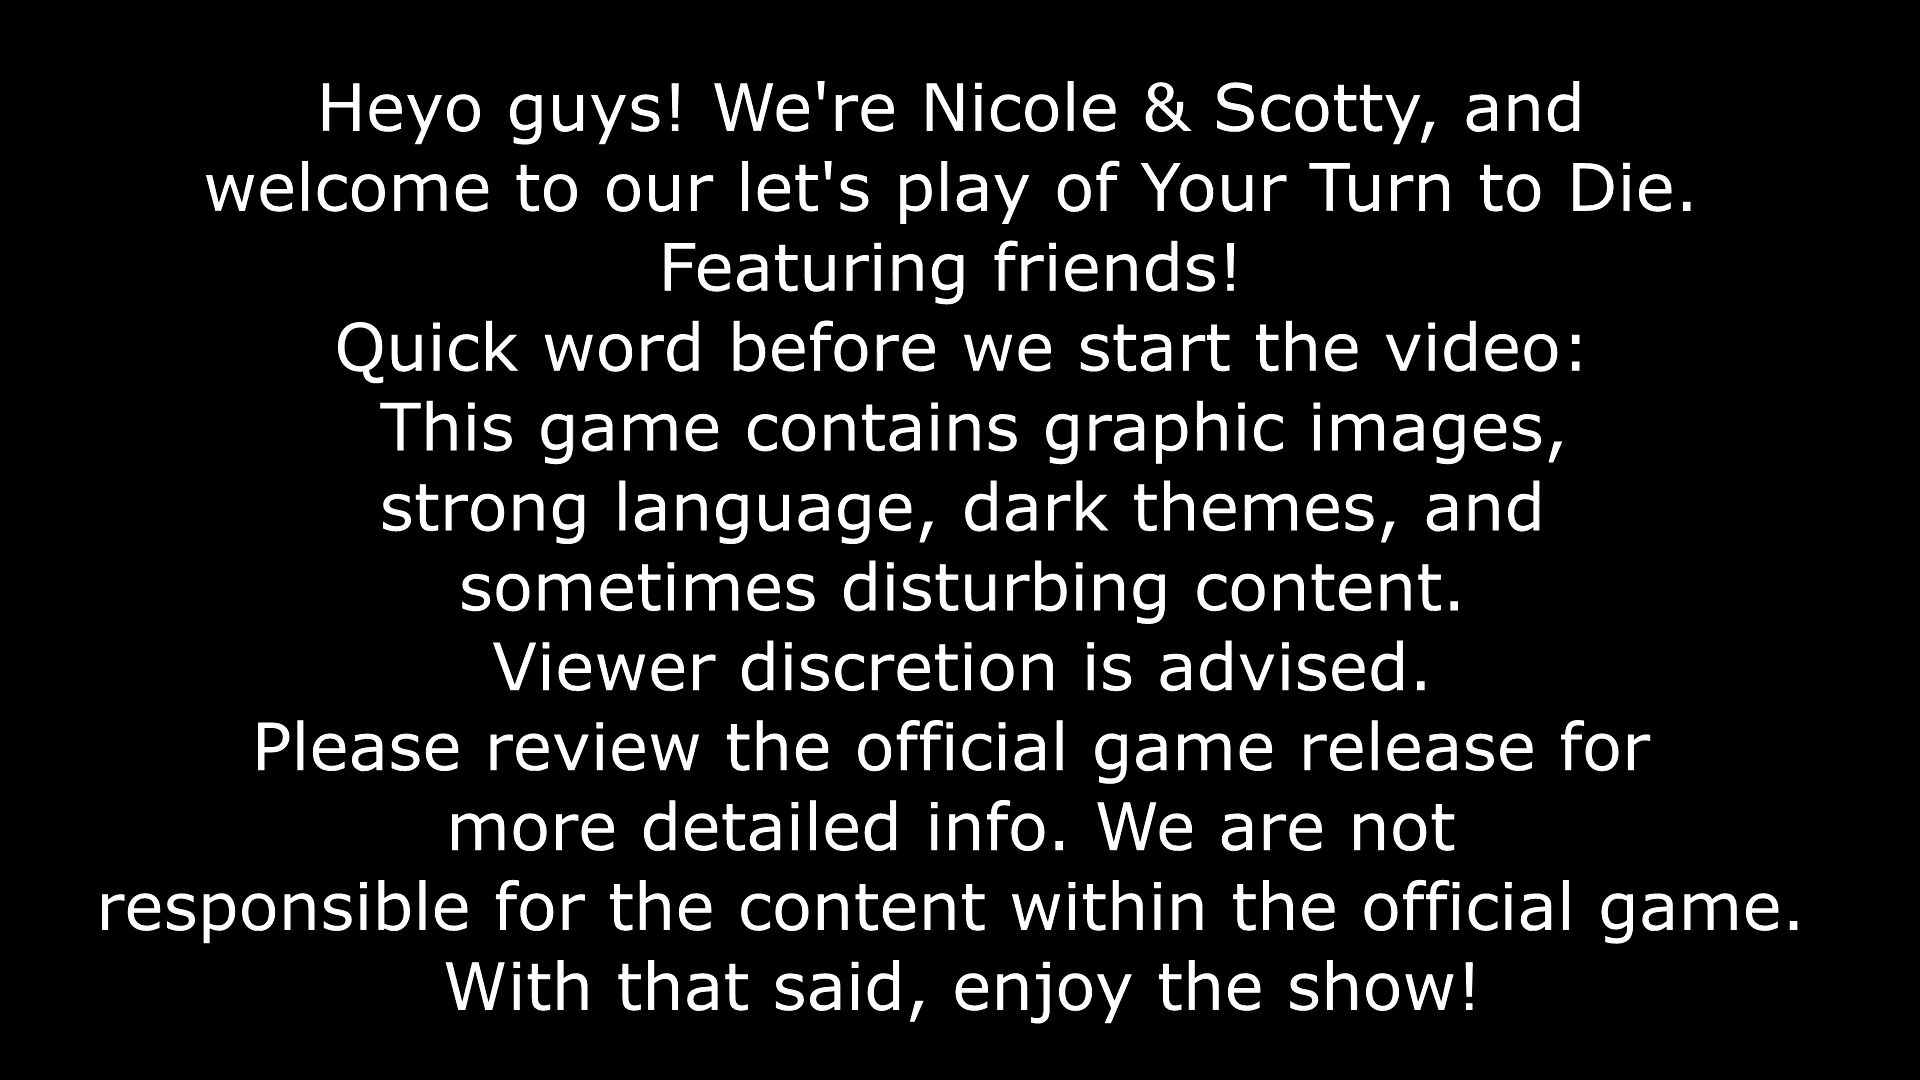 Heyo guys! We're Nicole & Scotty, and
welcome to our let's play of Your Turn to Die.
Featuring friends!
Quick word before we start the video:
This game contains graphic images,
strong language, dark themes, and
sometimes disturbing content.
Viewer discretion is advised.
Please review the official game release for
more detailed info. We are not
responsible for the content within the official game.
With that said, enjoy the show!